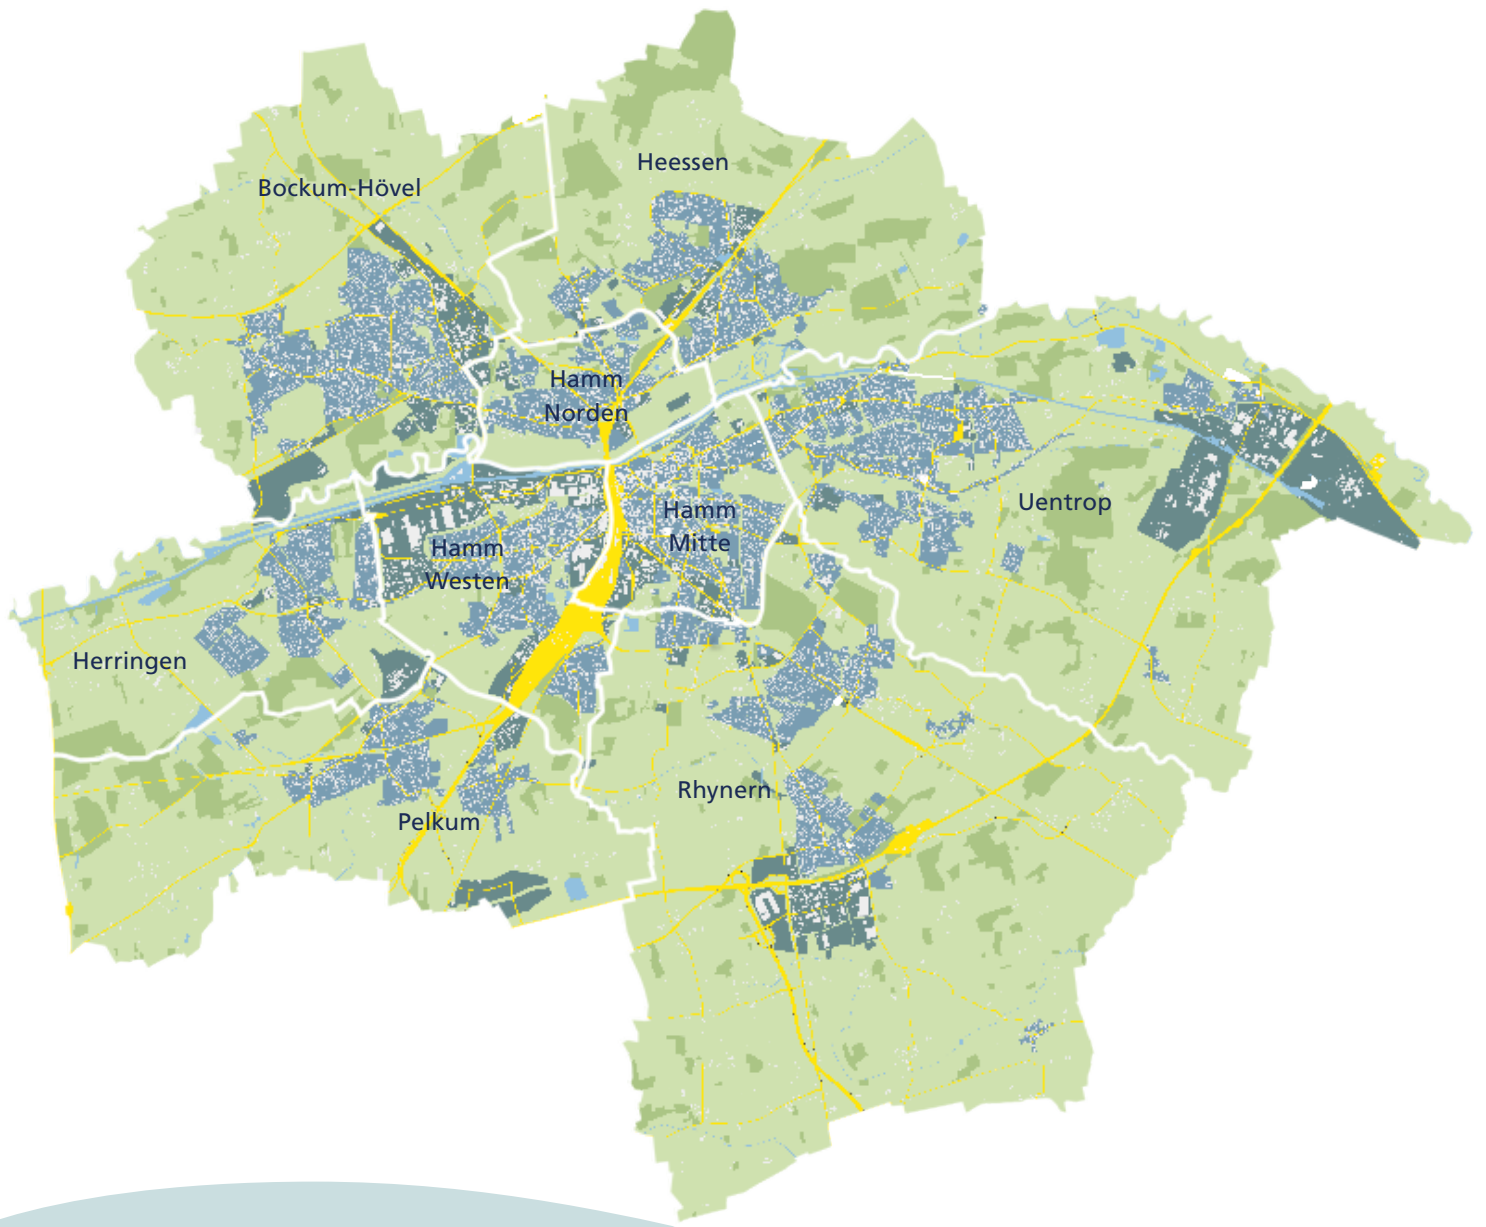 Heessen
Bockum-Hövel
Hamm
Norden
Uentrop
Hamm
Mitte
Hamm
Westen
Herringen
Rhynern
Pelkum